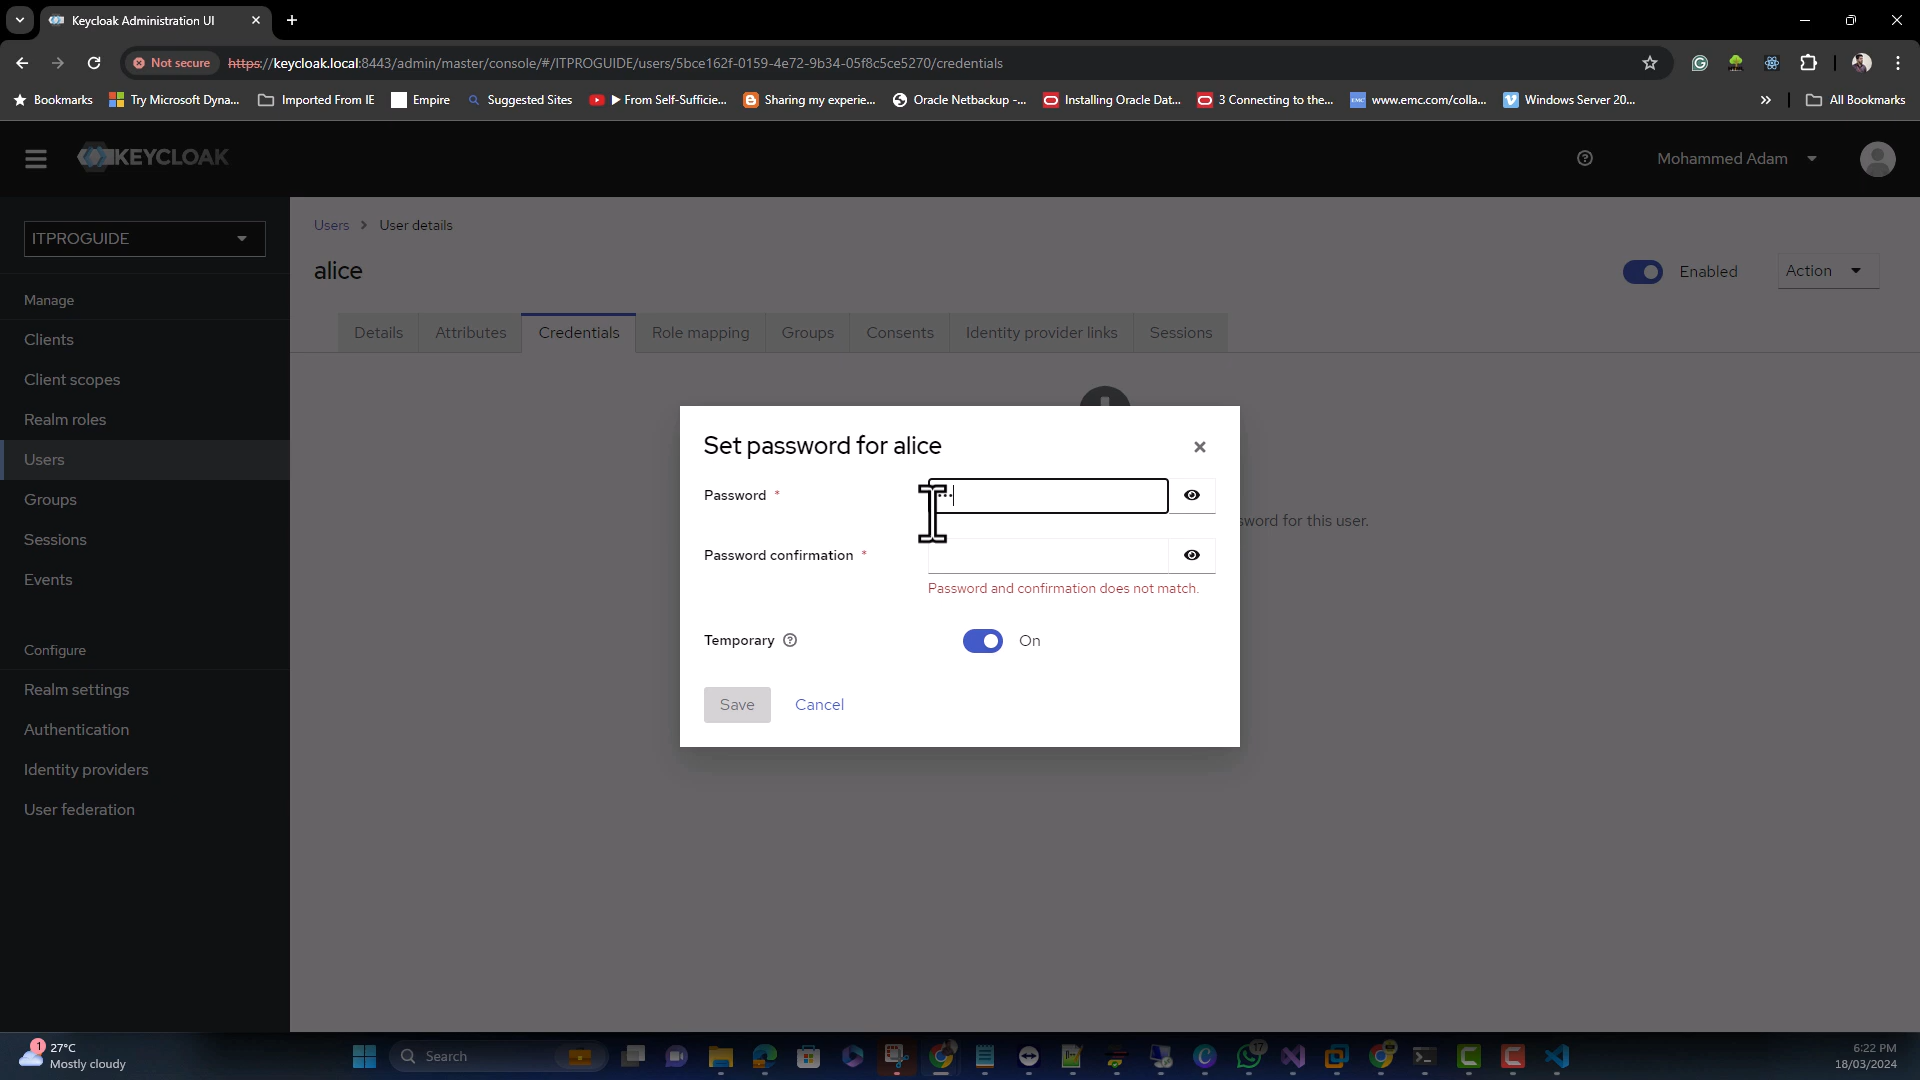 Keycloak Administration UI
Not secure https://keycloak.local:8443/admin/master/console/#/ITPROGUIDE/users/5bce162f-0159-4e72-9b34-05f8c5ce5270/credentials
Bookmarks Try Microsoft Dyna... Imported From IE Empire Suggested Sites ▶ From Self-Sufficie... Sharing my experie... Oracle Netbackup -... Installing Oracle Dat... 3 Connecting to the... www.emc.com/colla... Windows Server 20... » All Bookmarks
KEYCLOAK Mohammed Adam
ITPROGUIDE
Users > User details
alice
Enabled Action
Manage
Details Attributes Credentials Role mapping Groups Consents Identity provider links Sessions
Clients
Client scopes
Realm roles
Users
Groups
Sessions
Events
Configure
Realm settings
Authentication
Identity providers
User federation
Set password for alice
Password *
sword for this user.
Password confirmation *
Password and confirmation does not match.
Temporary On
Save Cancel
1
27°C
Mostly cloudy
Search
17
6:22 PM
18/03/2024